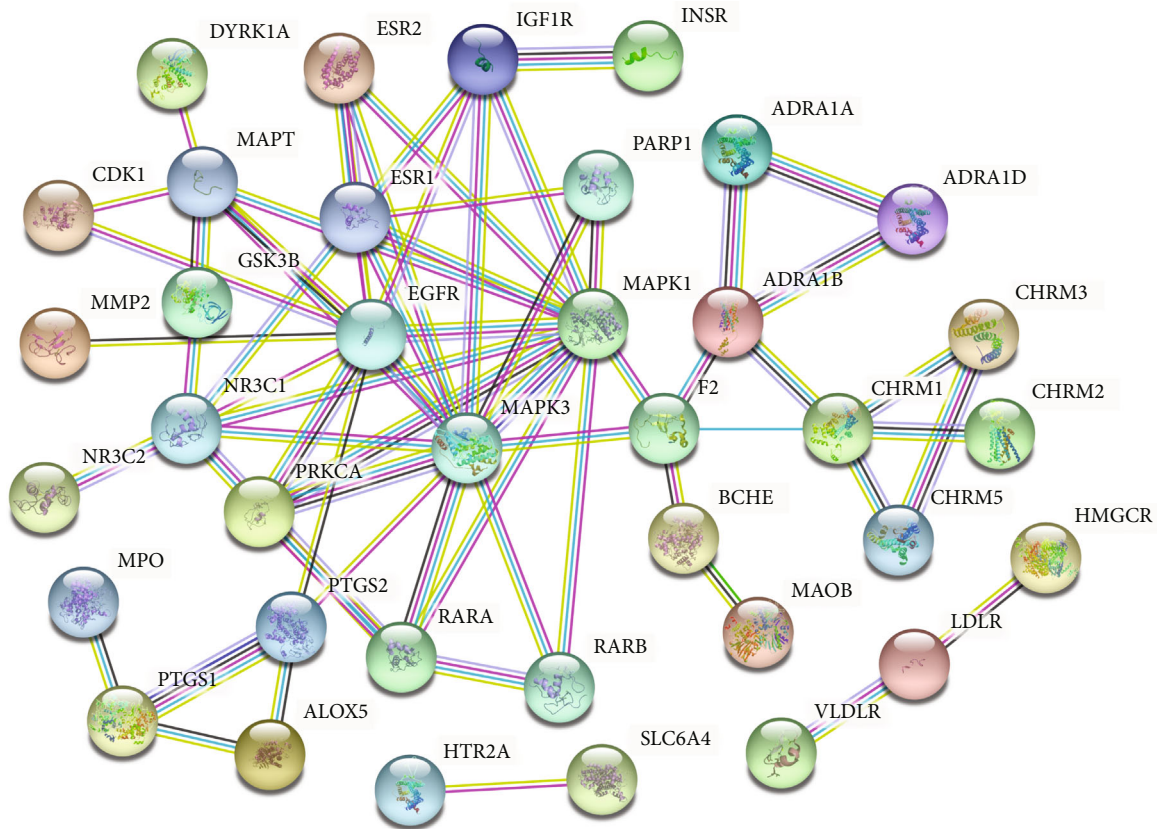 DYRK1A
ESR2
IGF1R
INSR
ADRA1A
MAPT
PARP1
CDK1
ESR1
ADRA1D
GSK3B
MMP2
EGFR
MAPK1
ADRA1B
CHRM3
NR3C1
F2
CHRM1
CHRM2
MAPK3
NR3C2
PRKCA
BCHE
CHRM5
HMGCR
MPO
PTGS2
MAOB
RARA
RARB
LDLR
PTGS1
ALOX5
VLDLR
HTR2A
SLC6A4